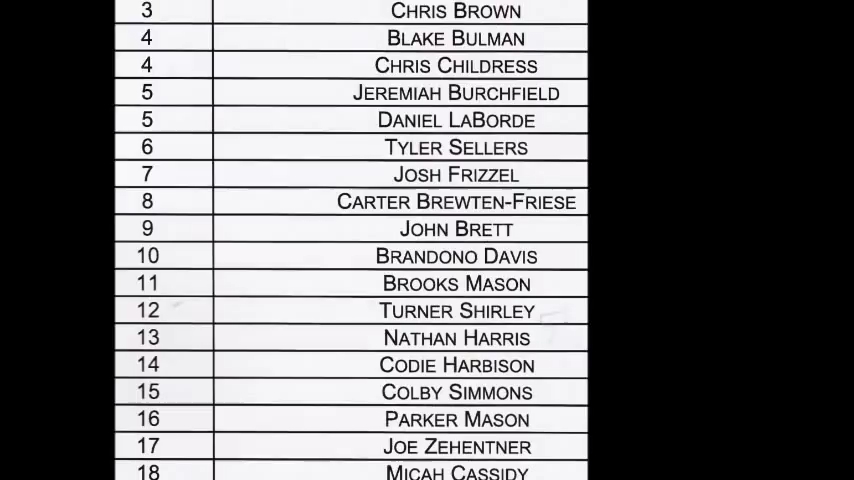 3 CHRIS BROWN
4 BLAKE BULMAN
4 CHRIS CHILDRESS
5 JEREMIAH BURCHFIELD
5 DANIEL LABORDE
6 TYLER SELLERS
7 JOSH FRIZZEL
8 CARTER BREWTEN-FRIESE
9 JOHN BRETT
10 BRANDONO DAVIS
11 BROOKS MASON
12 TURNER SHIRLEY
13 NATHAN HARRIS
14 CODIE HARBISON
15 COLBY SIMMONS
16 PARKER MASON
17 JOE ZEHENTNER
18 MICAH CASSIDY